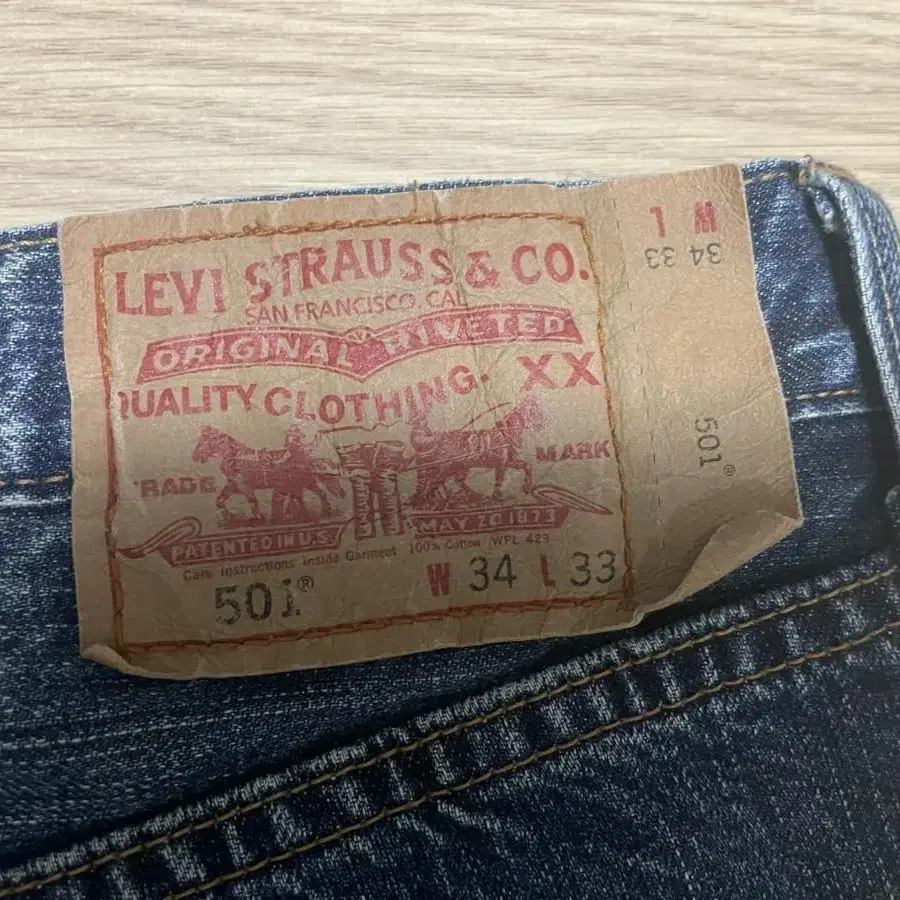 LEVI STRAUSS & CO.
SAN FRANCISCO, CAL
ORIGINAL RIVETED
QUALITY CLOTHING. XX
TRADE MARK
PATENTED IN U.S. MAY 20 1873
Care Instructions Inside Garment 100% Cotton WPL 423
501® W 34 L 33
W L
34 33
501®